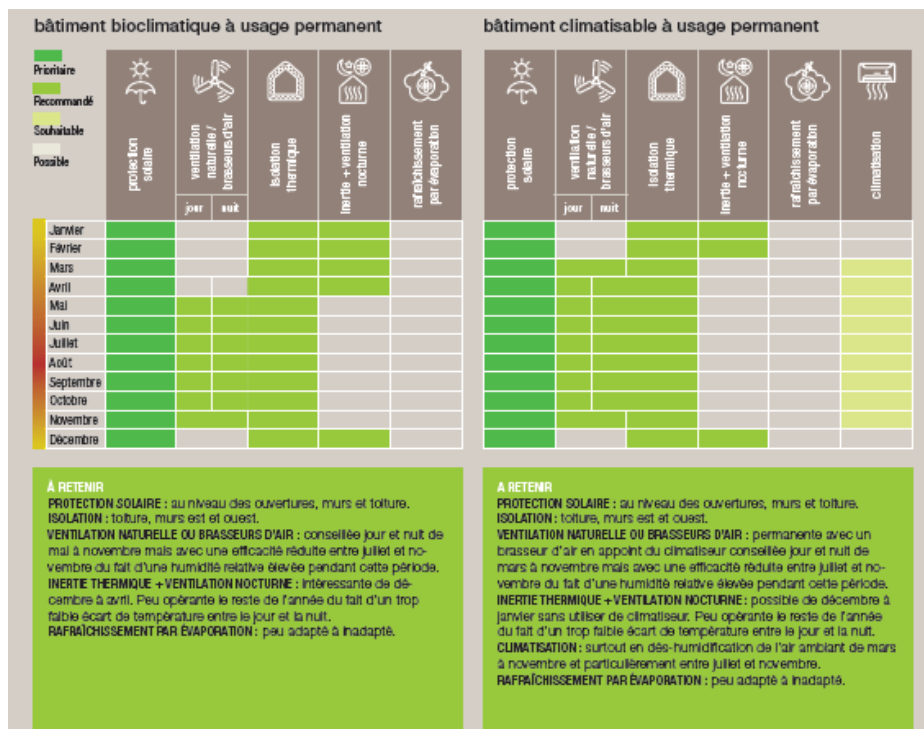 bâtiment bioclimatique à usage permanent
Prioritaire
Recommandé
Souhaitable
Possible
protection
solaire
ventilation
naturelle /
brasseurs d'air
jour
nuit
isolation
thermique
inertie + ventilation
nocturne
rafraîchissement
par évaporation
Janvier
Février
Mars
Avril
Mai
Juin
Juillet
Août
Septembre
Octobre
Novembre
Décembre
À RETENIR
PROTECTION SOLAIRE : au niveau des ouvertures, murs et toiture.
ISOLATION : toiture, murs est et ouest.
VENTILATION NATURELLE OU BRASSEURS D'AIR : conseillée jour et nuit de
mai à novembre mais avec une efficacité réduite entre juillet et no-
vembre du fait d'une humidité relative élevée pendant cette période.
INERTIE THERMIQUE + VENTILATION NOCTURNE : intéressante de dé-
cembre à avril. Peu opérante le reste de l'année du fait d'un trop
faible écart de température entre le jour et la nuit.
RAFRAÎCHISSEMENT PAR ÉVAPORATION : peu adapté à inadapté.
bâtiment climatisable à usage permanent
protection
solaire
ventilation
naturelle /
brasseurs d'air
jour
nuit
isolation
thermique
inertie + ventilation
nocturne
rafraîchissement
par évaporation
climatisation
A RETENIR
PROTECTION SOLAIRE : au niveau des ouvertures, murs et toiture.
ISOLATION : toiture, murs est et ouest.
VENTILATION NATURELLE OU BRASSEURS D'AIR : permanente avec un
brasseur d'air en appoint du climatiseur conseillée jour et nuit de
mars à novembre mais avec une efficacité réduite entre juillet et no-
vembre du fait d'une humidité relative élevée pendant cette période.
INERTIE THERMIQUE + VENTILATION NOCTURNE : possible de décembre à
janvier sans utiliser de climatiseur. Peu opérante le reste de l'année
du fait d'un trop faible écart de température entre le jour et la nuit.
CLIMATISATION : surtout en dés-humidification de l'air ambiant de mars
à novembre et particulièrement entre juillet et novembre.
RAFRAÎCHISSEMENT PAR ÉVAPORATION : peu adapté à inadapté.